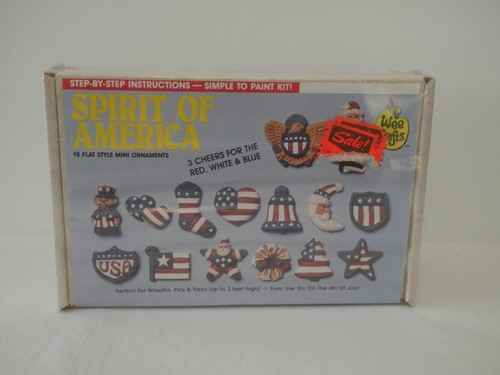 STEP-BY-STEP INSTRUCTIONS — SIMPLE TO PAINT KIT!
SPIRIT OF
AMERICA
15 FLAT STYLE MINI ORNAMENTS
3 CHEERS FOR THE
RED, WHITE & BLUE
Sale!
Wee
USA
Perfect For Wreaths, Pins & Trees (up to 3 feet high) — Even Use 'Em On The 4th Of July!